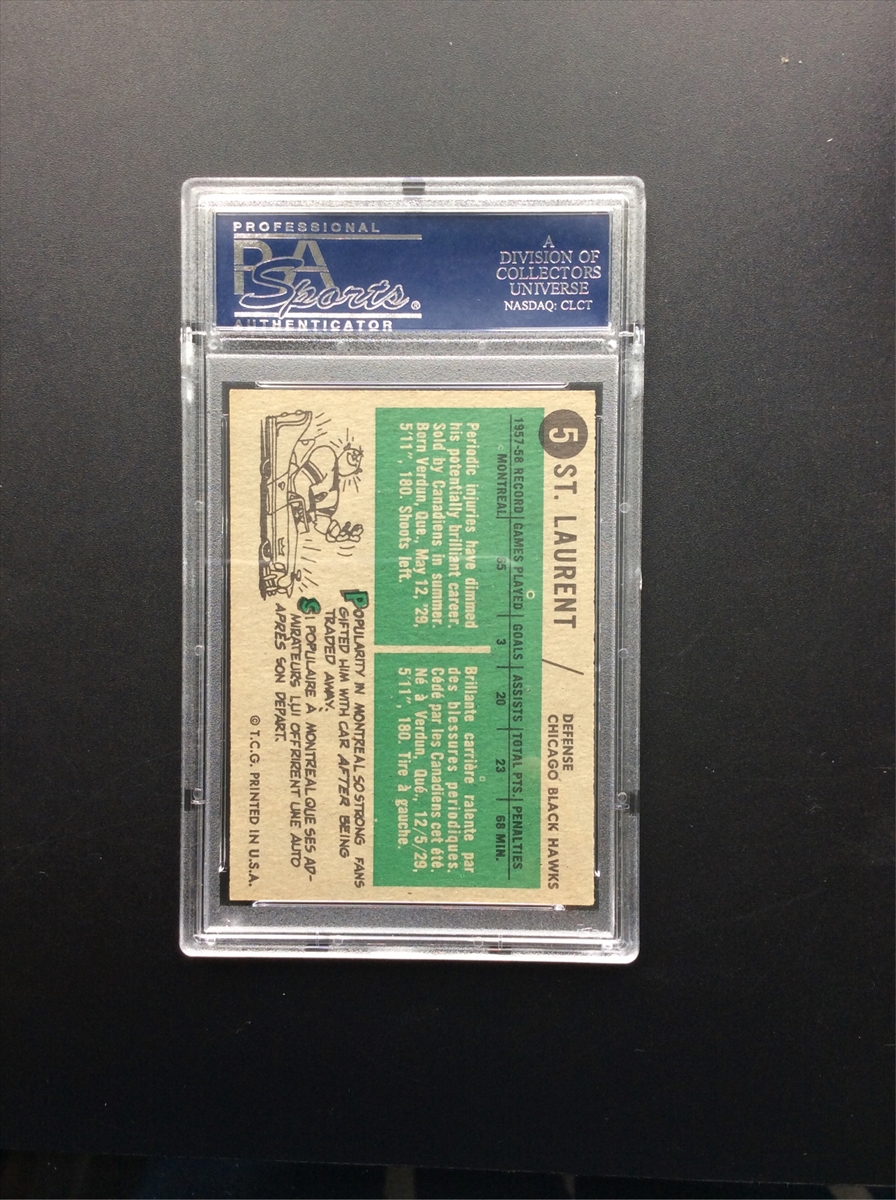 PROFESSIONAL
PSA
Sports®
AUTHENTICATOR
A
DIVISION OF
COLLECTORS
UNIVERSE
NASDAQ: CLCT
5 ST. LAURENT /
DEFENSE
CHICAGO BLACK HAWKS
1957-58 RECORD GAMES PLAYED GOALS ASSISTS TOTAL PTS. PENALTIES
MONTREAL 65 3 20 23 68 MIN.
Periodic injuries have dimmed
his potentially brilliant career.
Sold by Canadiens in summer.
Born Verdun, Que., May 12, '29,
5'11", 180. Shoots left.
Brillante carrière ralente par
des blessures periodiques.
Cédé par les Canadiens cet été.
Né à Verdun, Qué., 12/5/29,
5'11", 180. Tire à gauche.
POPULARITY IN MONTREAL SO STRONG FANS
GIFTED HIM WITH CAR AFTER BEING
TRADED AWAY.
SI POPULAIRE À MONTREAL QUE SES AD-
MIRATEURS LUI OFFRIRENT UNE AUTO
APRÈS SON DEPART.
© T.C.G. PRINTED IN U.S.A.